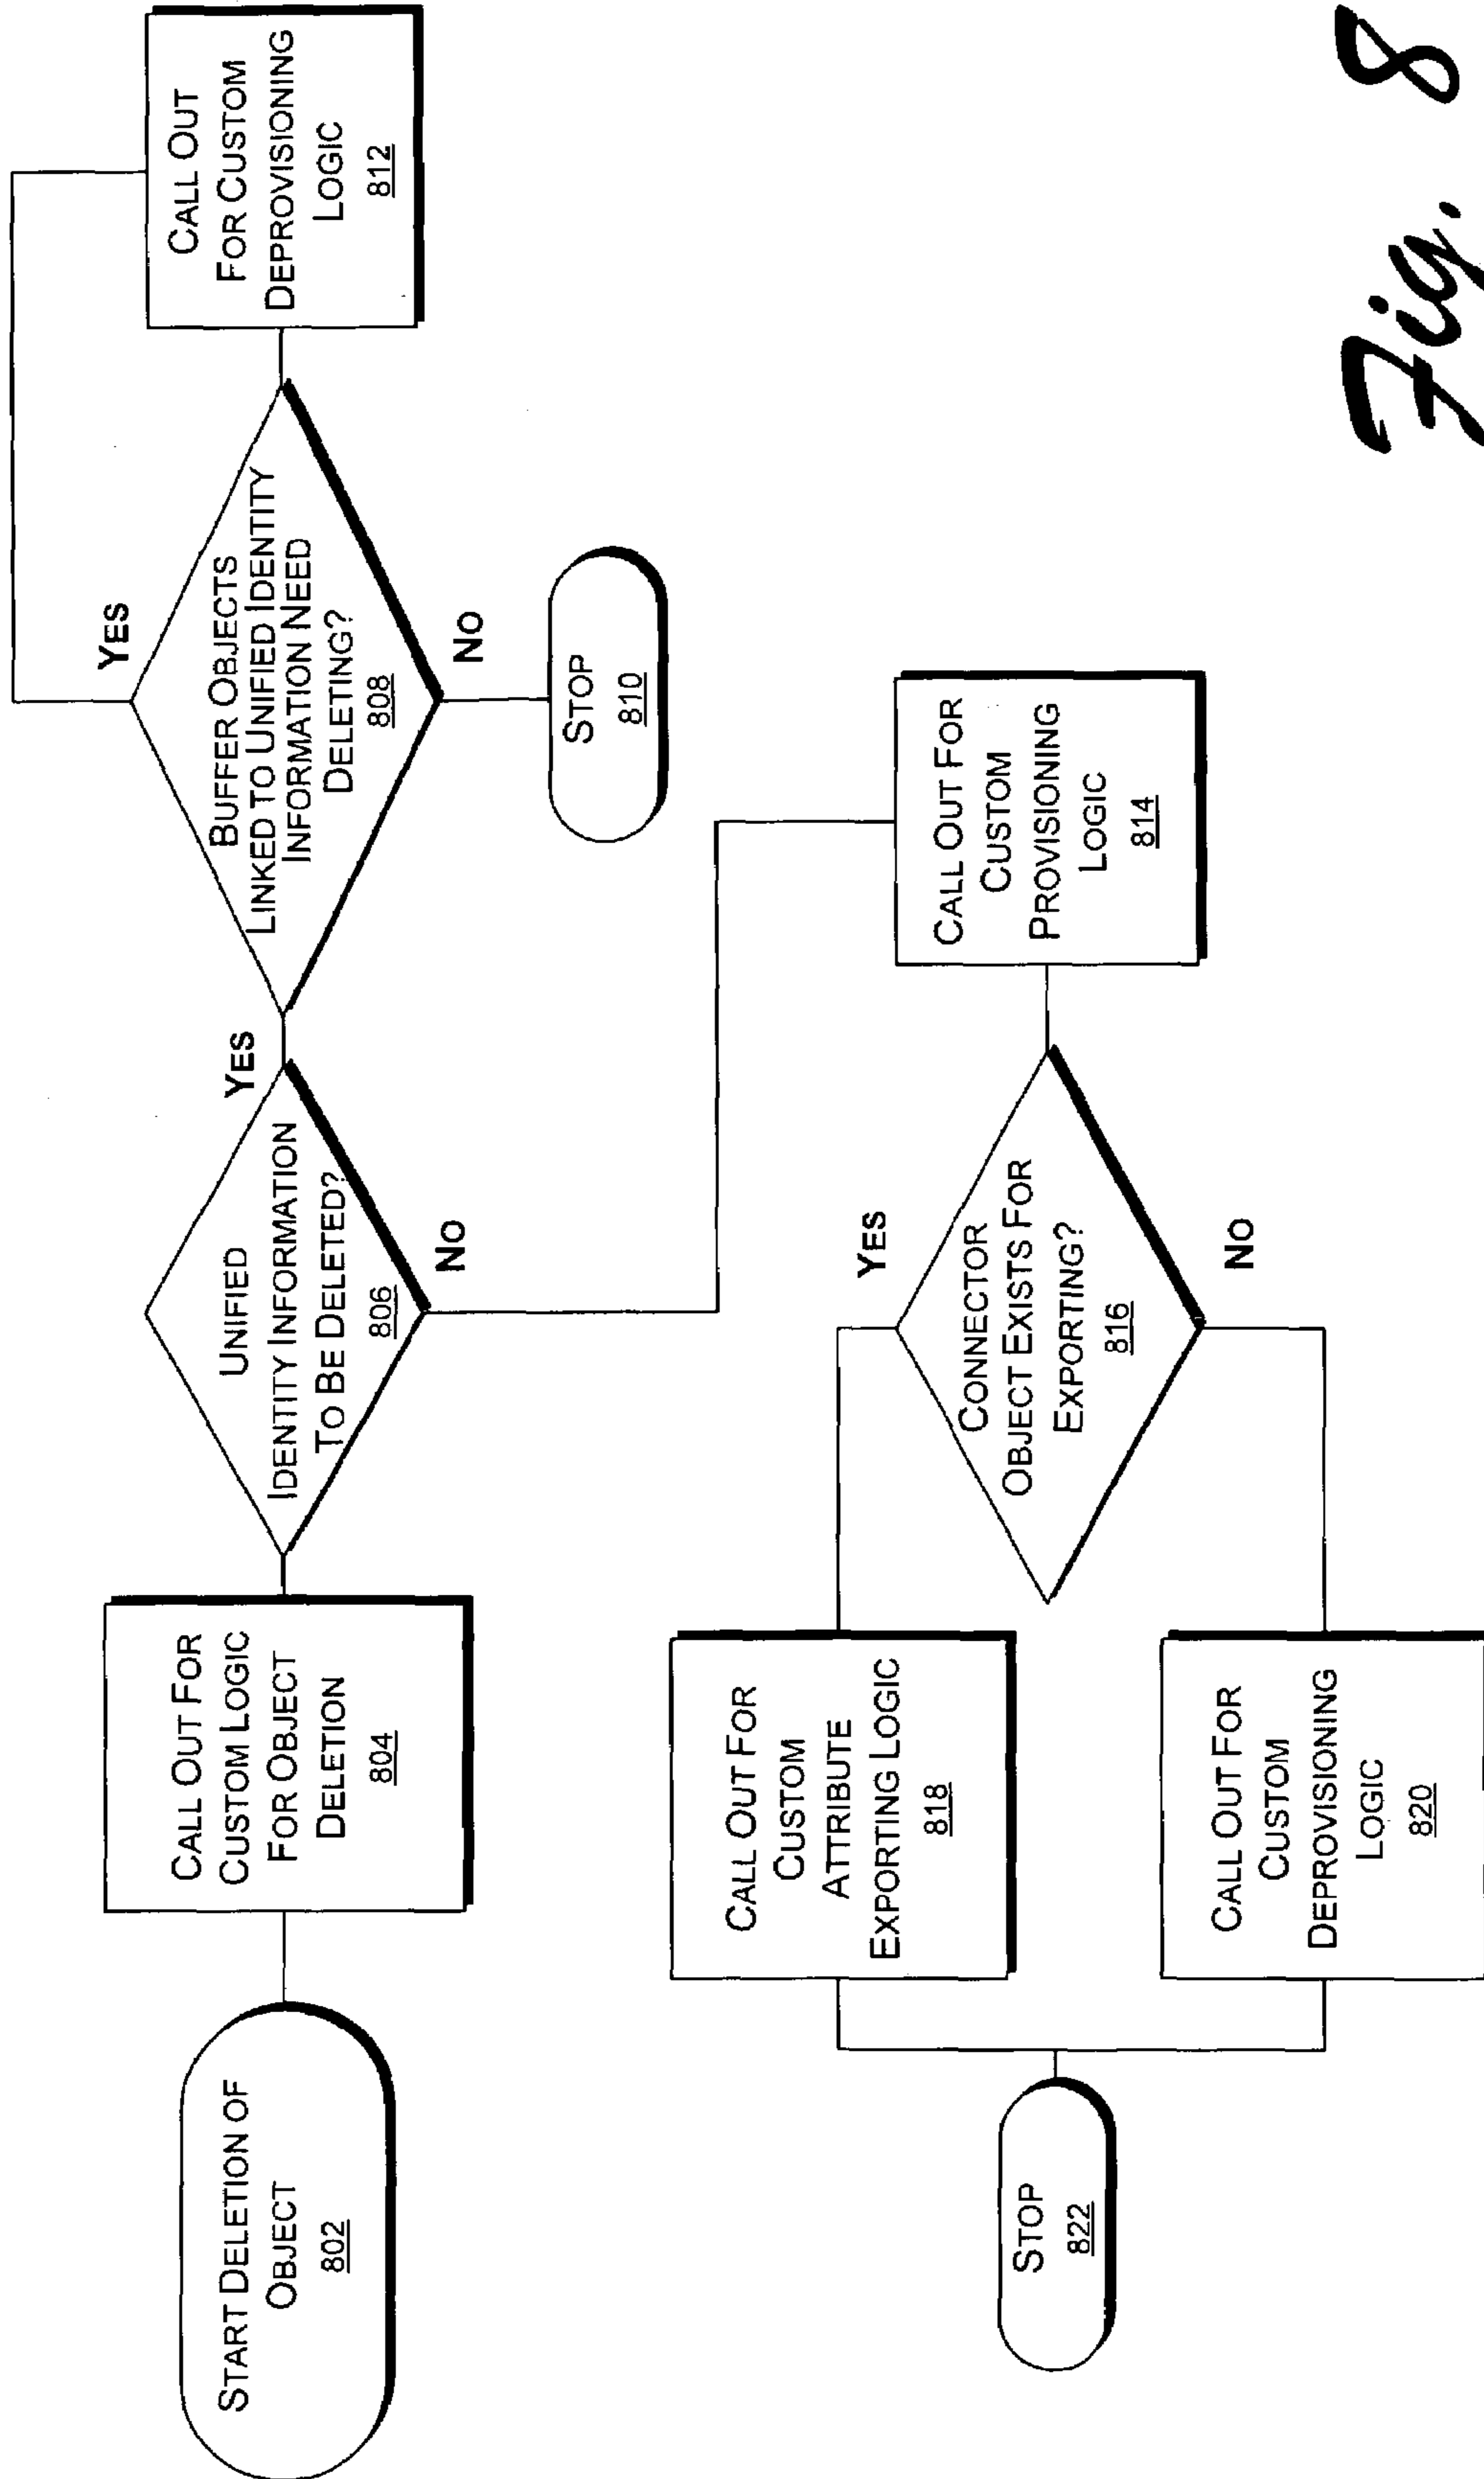 START DELETION OF
OBJECT
802
CALL OUT FOR
CUSTOM LOGIC
FOR OBJECT
DELETION
804
UNIFIED
IDENTITY INFORMATION
TO BE DELETED?
806
YES
NO
BUFFER OBJECTS
LINKED TO UNIFIED IDENTITY
INFORMATION NEED
DELETING?
808
YES
NO
CALL OUT
FOR CUSTOM
DEPROVISIONING
LOGIC
812
STOP
810
CALL OUT FOR
CUSTOM
PROVISIONING
LOGIC
814
CONNECTOR
OBJECT EXISTS FOR
EXPORTING?
816
YES
NO
CALL OUT FOR
CUSTOM
ATTRIBUTE
EXPORTING LOGIC
818
CALL OUT FOR
CUSTOM
DEPROVISIONING
LOGIC
820
STOP
822
Fig. 8